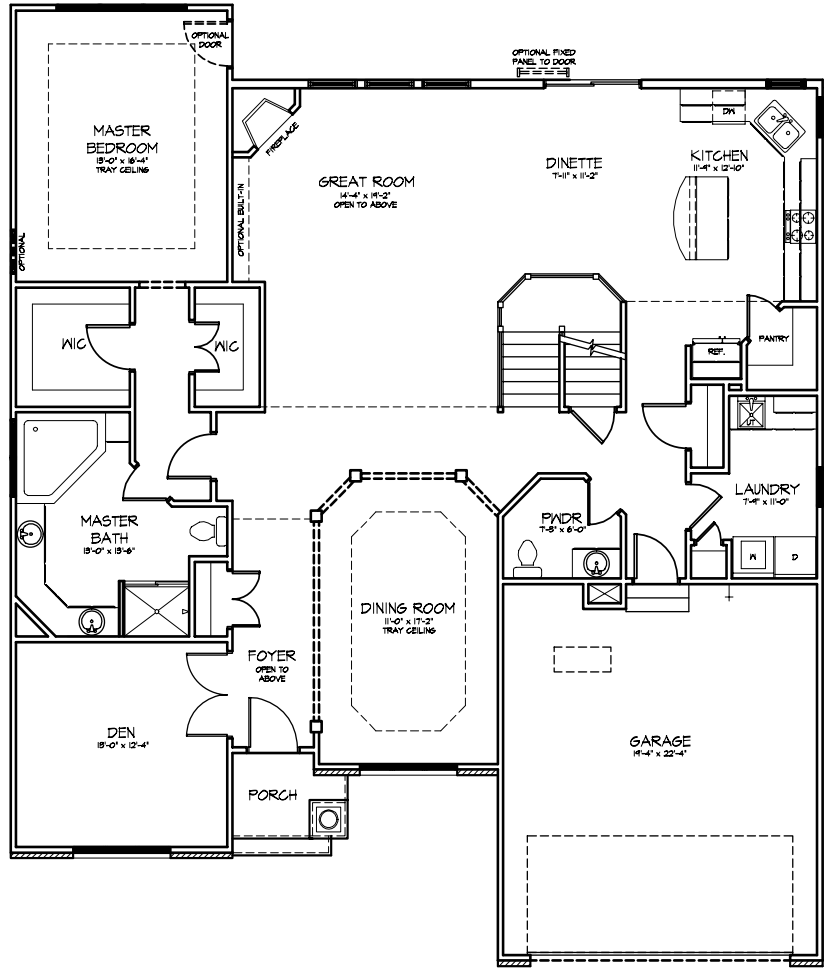 OPTIONAL
DOOR
OPTIONAL FIXED
PANEL TO DOOR
MASTER
BEDROOM
13'-0" x 16'-4"
TRAY CEILING
OPTIONAL
FIREPLACE
OPTIONAL BUILT-IN
GREAT ROOM
14'-4" x 19'-2"
OPEN TO ABOVE
DINETTE
7'-11" x 11'-2"
DW
KITCHEN
11'-9" x 12'-10"
WIC
WIC
REF.
PANTRY
UT
LAUNDRY
7'-9" x 11'-0"
W
D
MASTER
BATH
13'-0" x 13'-6"
PWDR
7'-3" x 6'-0"
DINING ROOM
11'-0" x 17'-2"
TRAY CEILING
FOYER
OPEN TO
ABOVE
DEN
13'-0" x 12'-4"
PORCH
GARAGE
19'-4" x 22'-4"